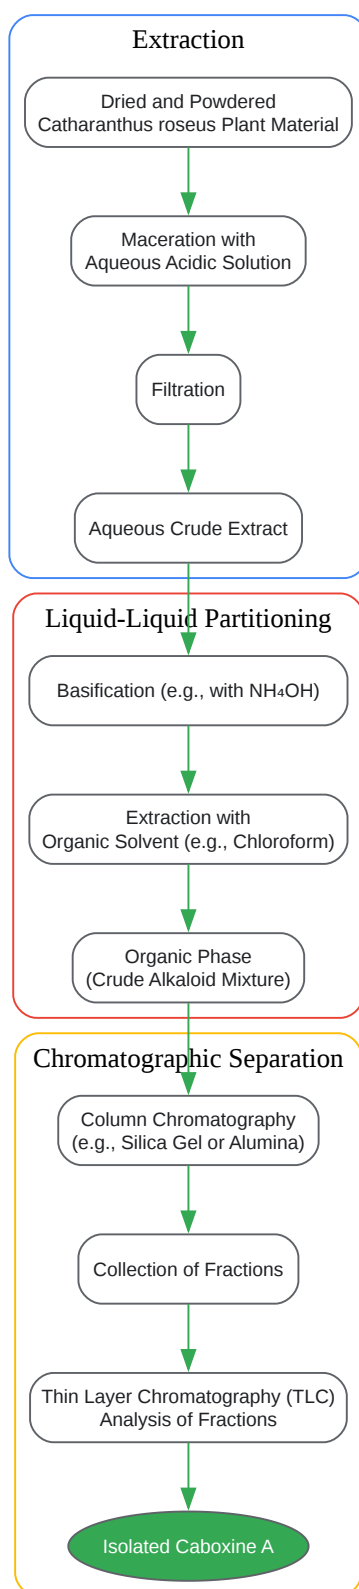 Extraction
Dried and Powdered
Catharanthus roseus Plant Material
Maceration with
Aqueous Acidic Solution
Filtration
Aqueous Crude Extract
Liquid-Liquid Partitioning
Basification (e.g., with NH₄OH)
Extraction with
Organic Solvent (e.g., Chloroform)
Organic Phase
(Crude Alkaloid Mixture)
Chromatographic Separation
Column Chromatography
(e.g., Silica Gel or Alumina)
Collection of Fractions
Thin Layer Chromatography (TLC)
Analysis of Fractions
Isolated Caboxine A